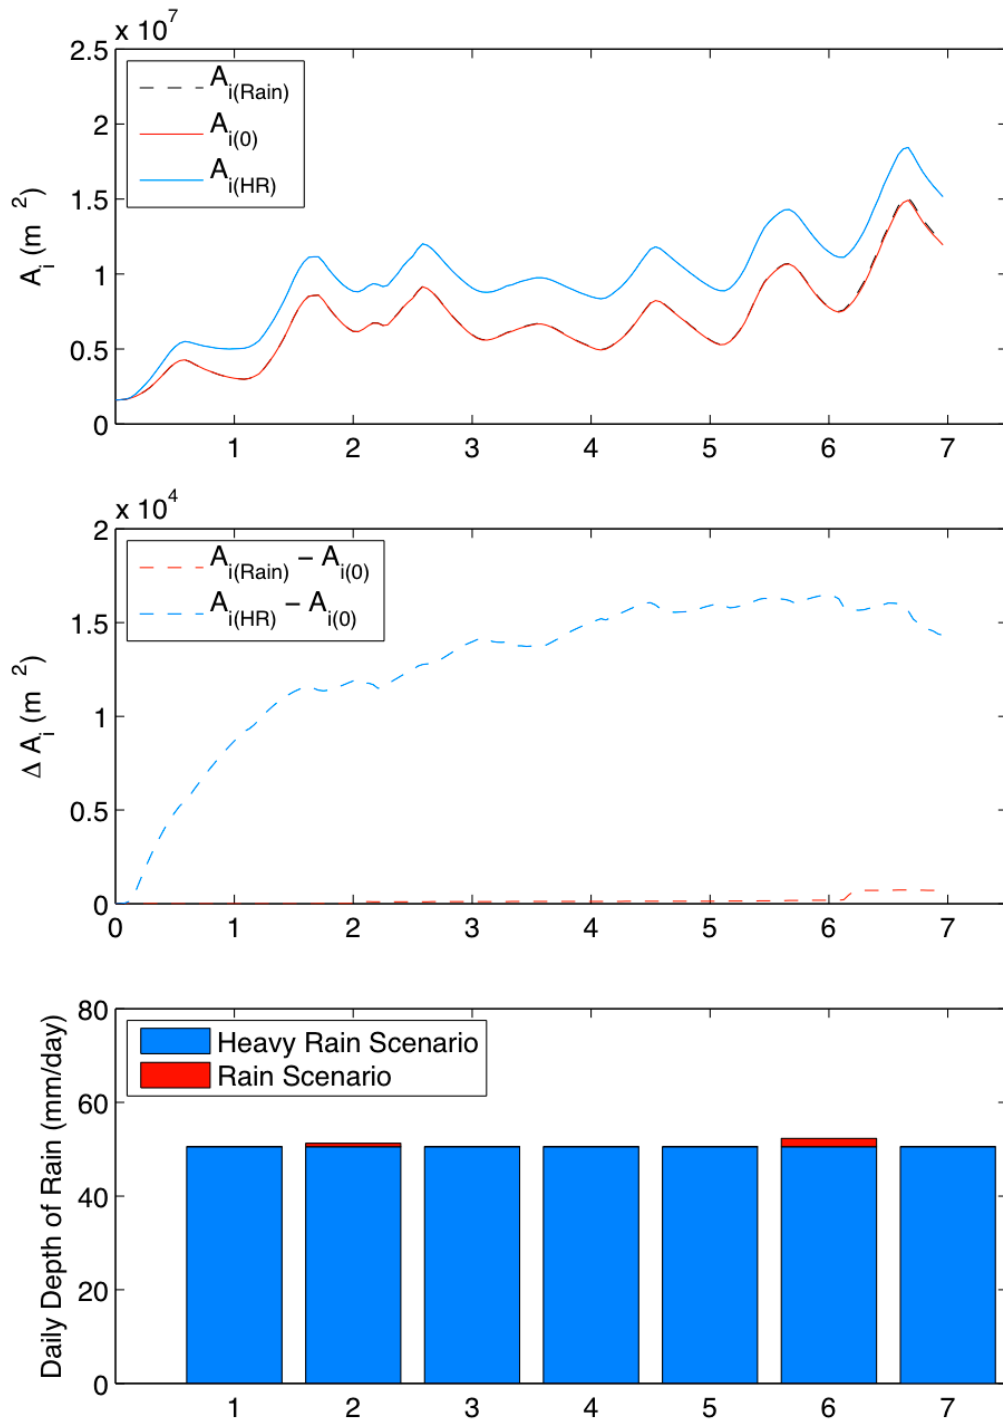 x 10^7
2.5
2
1.5
1
0.5
0
A_i (m^2)
A_i(Rain)
A_i(0)
A_i(HR)
1 2 3 4 5 6 7
x 10^4
2
1.5
1
0.5
0
Δ A_i (m^2)
A_i(Rain) − A_i(0)
A_i(HR) − A_i(0)
0 1 2 3 4 5 6 7
80
60
40
20
0
Daily Depth of Rain (mm/day)
Heavy Rain Scenario
Rain Scenario
1 2 3 4 5 6 7